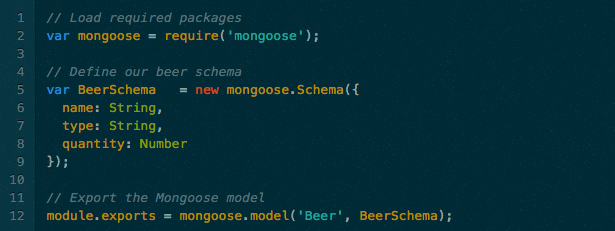 1 // Load required packages
2 var mongoose = require('mongoose');
3
4 // Define our beer schema
5 var BeerSchema   = new mongoose.Schema({
6   name: String,
7   type: String,
8   quantity: Number
9 });
10
11 // Export the Mongoose model
12 module.exports = mongoose.model('Beer', BeerSchema);